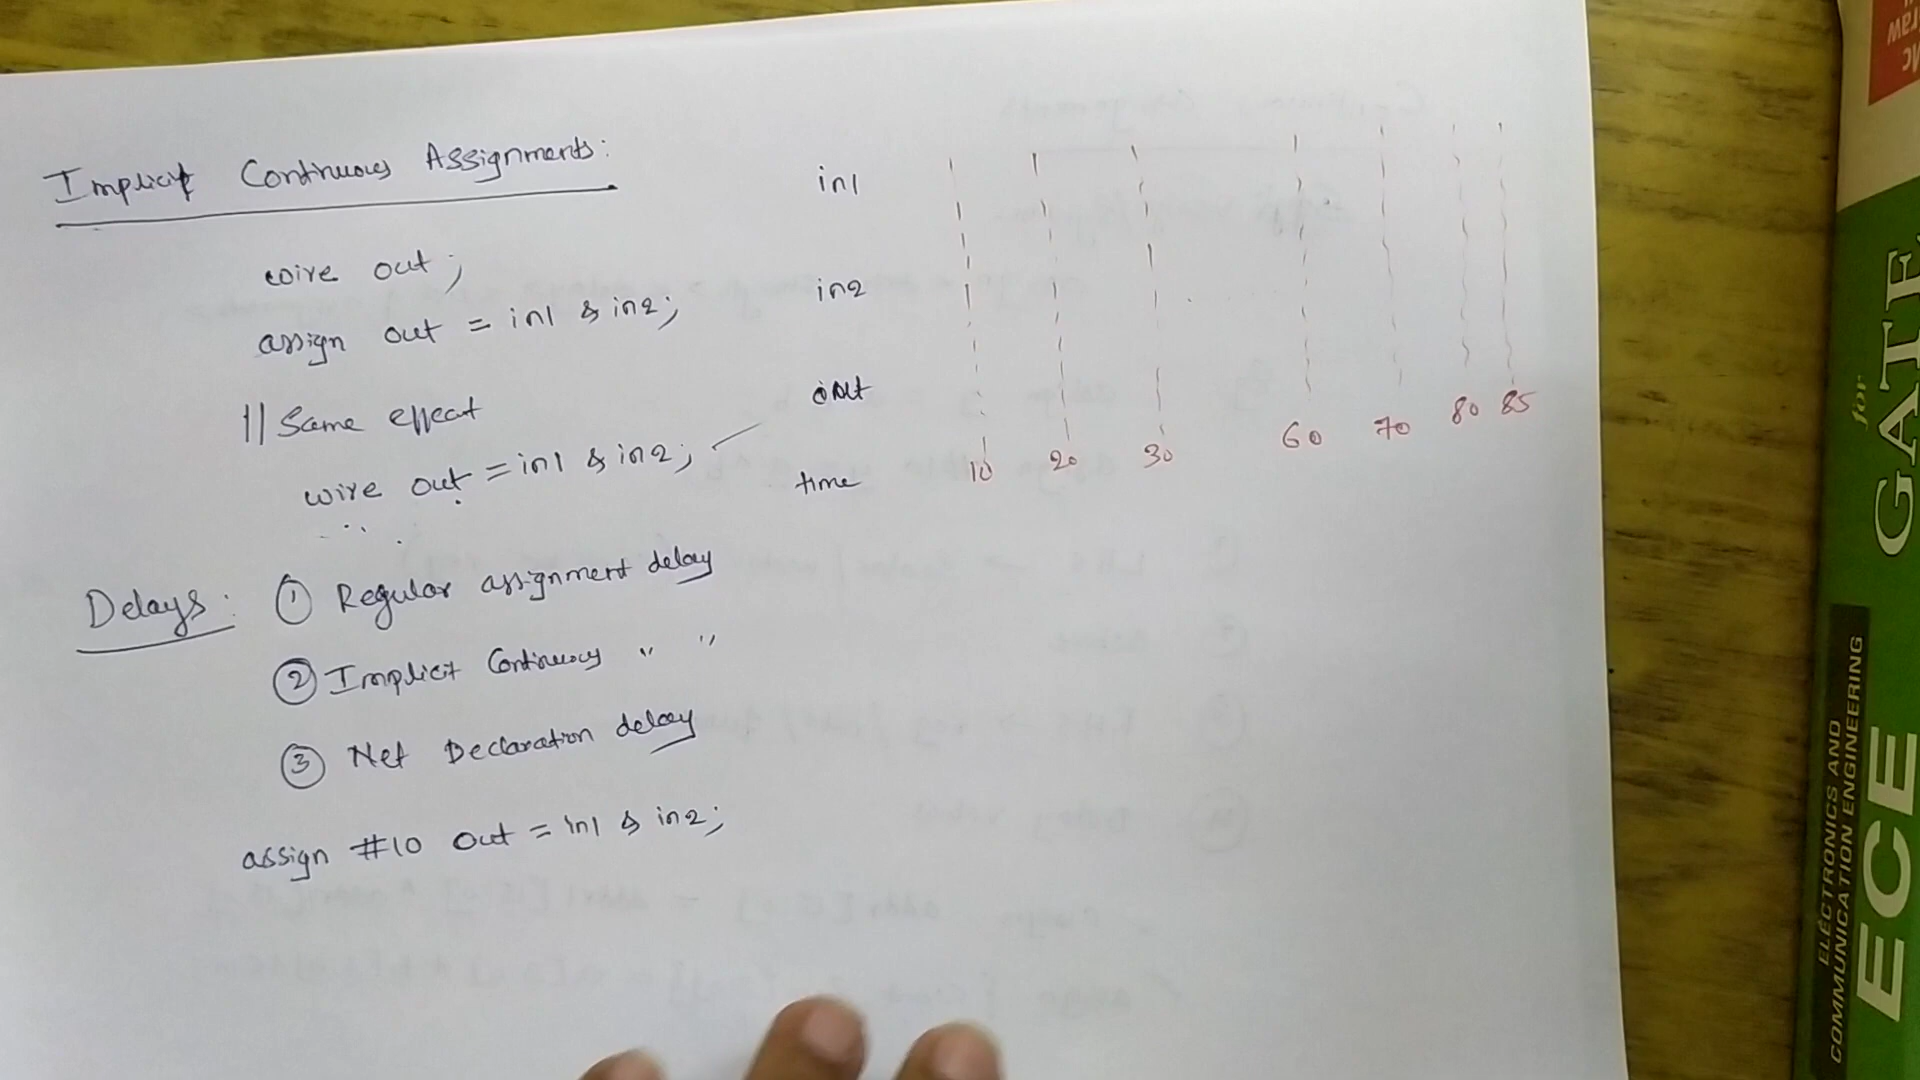 Implicit Continuous Assignments:
wire out;
assign out = in1 & in2;
// Same effect
wire out = in1 & in2;
Delays: ① Regular assignment delay
② Implicit Continuous " "
③ Net Declaration delay
assign #10 out = in1 & in2;
in1
in2
out
time 10 20 30 60 70 80 85
for GATE
ECE
ELECTRONICS AND
COMMUNICATION ENGINEERING